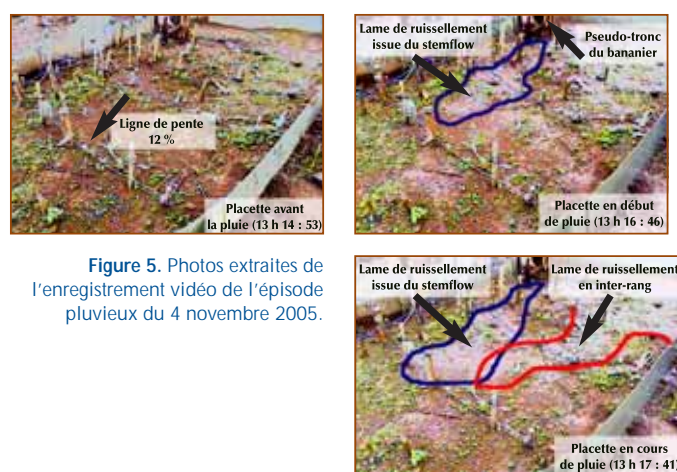 Ligne de pente
12 %
Placette avant
la pluie (13 h 14 : 53)
Lame de ruissellement
issue du stemflow
Pseudo-tronc
du bananier
Placette en début
de pluie (13 h 16 : 46)
Figure 5. Photos extraites de
l'enregistrement vidéo de l'épisode
pluvieux du 4 novembre 2005.
Lame de ruissellement
issue du stemflow
Lame de ruissellement
en inter-rang
Placette en cours
de pluie (13 h 17 : 41)